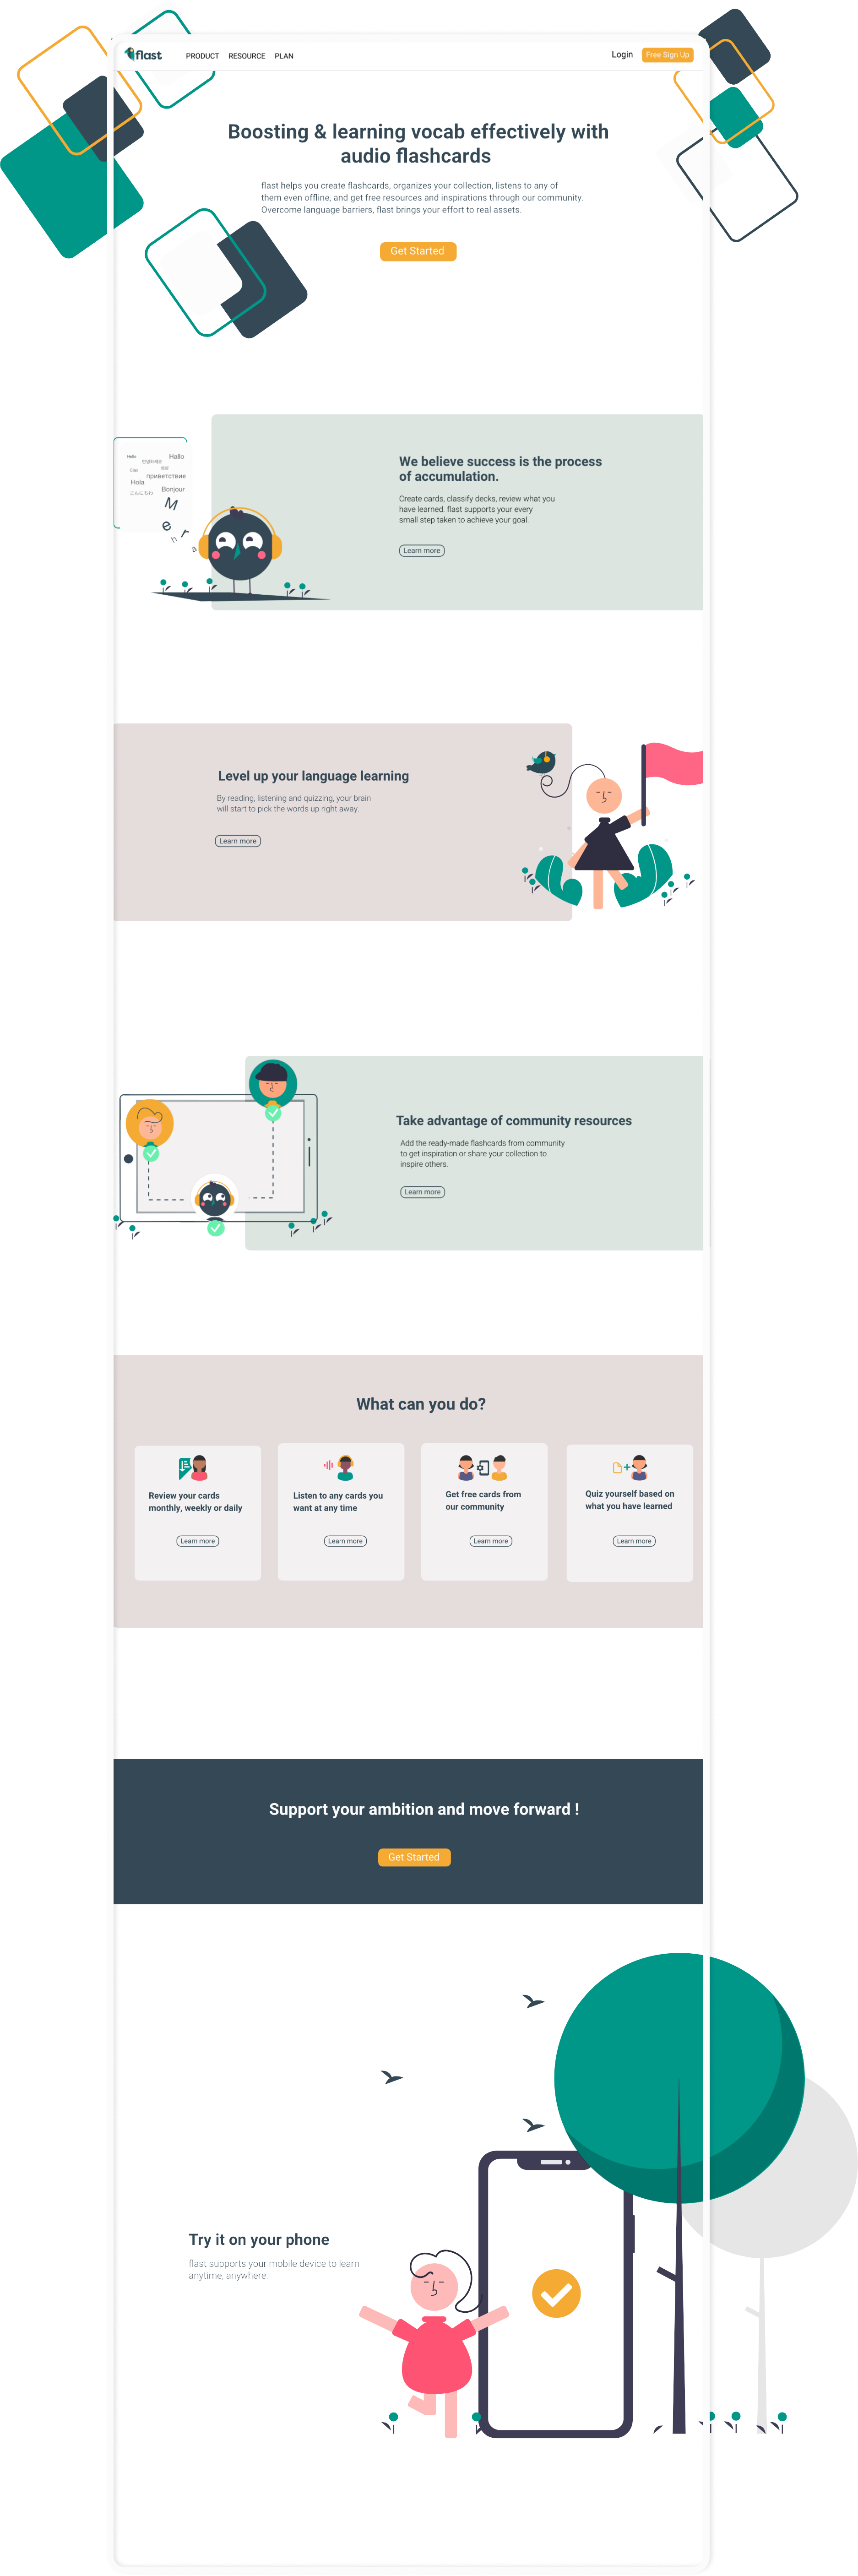 flast
PRODUCT RESOURCE PLAN
Login
Free Sign Up
Boosting & learning vocab effectively with
audio flashcards
flast helps you create flashcards, organizes your collection, listens to any of
them even offline, and get free resources and inspirations through our community.
Overcome language barriers, flast brings your effort to real assets.
Get Started
Hello
Hallo
안녕하세요
Ciao
привετствие
Hola
Bonjour
こんにちわ
M
e
r
h
a
We believe success is the process
of accumulation.
Create cards, classify decks, review what you
have learned. flast supports your every
small step taken to achieve your goal.
Learn more
Level up your language learning
By reading, listening and quizzing, your brain
will start to pick the words up right away.
Learn more
Take advantage of community resources
Add the ready-made flashcards from community
to get inspiration or share your collection to
inspire others.
Learn more
What can you do?
Review your cards
monthly, weekly or daily
Learn more
Listen to any cards you
want at any time
Learn more
Get free cards from
our community
Learn more
Quiz yourself based on
what you have learned
Learn more
Support your ambition and move forward !
Get Started
Try it on your phone
flast supports your mobile device to learn
anytime, anywhere.